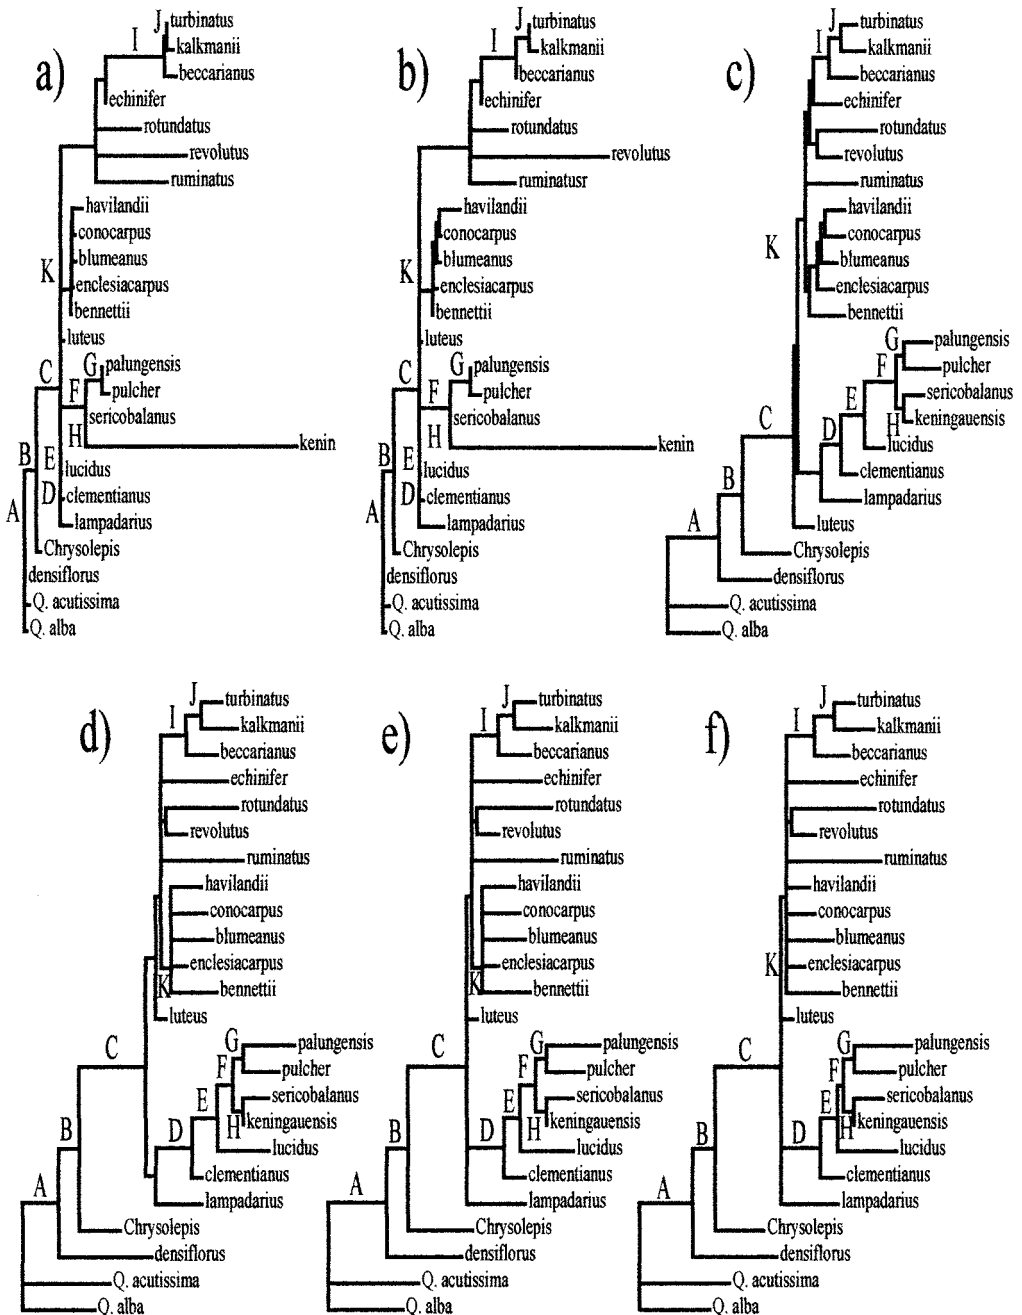 a)
I
J
turbinatus
kalkmanii
beccarianus
echinifer
rotundatus
revolutus
ruminatus
havilandii
conocarpus
K
blumeanus
enclesiacarpus
bennettii
luteus
C
G
palungensis
F
pulcher
sericobalanus
H
kenin
B
E
lucidus
D
clementianus
A
lampadarius
Chrysolepis
densiflorus
Q. acutissima
Q. alba
b)
I
J
turbinatus
kalkmanii
beccarianus
echinifer
rotundatus
revolutus
ruminatusr
havilandii
conocarpus
K
blumeanus
enclesiacarpus
bennettii
luteus
C
G
palungensis
F
pulcher
sericobalanus
H
kenin
B
E
lucidus
D
clementianus
A
lampadarius
Chrysolepis
densiflorus
Q. acutissima
Q. alba
c)
I
J
turbinatus
kalkmanii
beccarianus
echinifer
rotundatus
revolutus
ruminatus
havilandii
conocarpus
K
blumeanus
enclesiacarpus
bennettii
G
palungensis
F
pulcher
sericobalanus
E
keningauensis
H
C
D
lucidus
clementianus
B
lampadarius
A
luteus
Chrysolepis
densiflorus
Q. acutissima
Q. alba
d)
I
J
turbinatus
kalkmanii
beccarianus
echinifer
rotundatus
revolutus
ruminatus
havilandii
conocarpus
blumeanus
enclesiacarpus
K
bennettii
luteus
C
G
palungensis
F
pulcher
sericobalanus
E
keningauensis
B
D
H
lucidus
clementianus
A
lampadarius
Chrysolepis
densiflorus
Q. acutissima
Q. alba
e)
I
J
turbinatus
kalkmanii
beccarianus
echinifer
rotundatus
revolutus
ruminatus
havilandii
conocarpus
blumeanus
enclesiacarpus
K
bennettii
luteus
C
G
palungensis
F
pulcher
sericobalanus
E
keningauensis
B
D
H
lucidus
clementianus
A
lampadarius
Chrysolepis
densiflorus
Q. acutissima
Q. alba
f)
I
J
turbinatus
kalkmanii
beccarianus
echinifer
rotundatus
revolutus
ruminatus
havilandii
conocarpus
blumeanus
K
enclesiacarpus
bennettii
luteus
C
G
palungensis
F
pulcher
sericobalanus
E
keningauensis
B
D
H
lucidus
clementianus
A
lampadarius
Chrysolepis
densiflorus
Q. acutissima
Q. alba